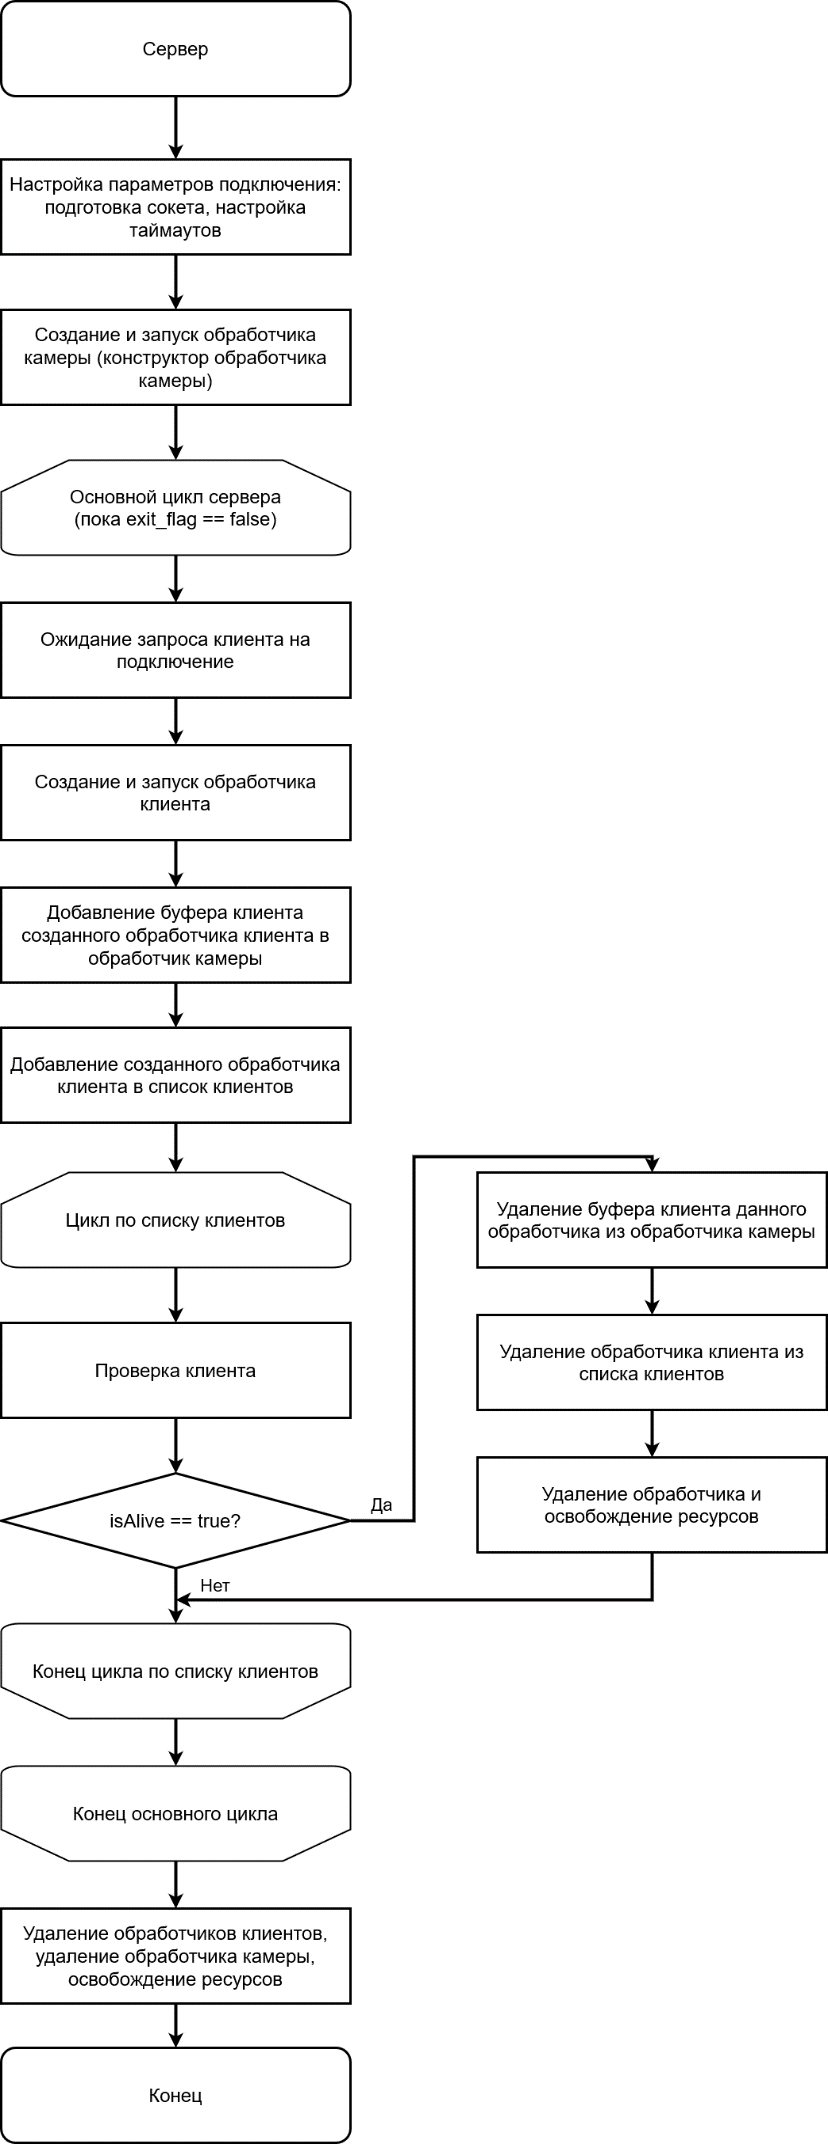 Сервер
Настройка параметров подключения:
подготовка сокета, настройка
таймаутов
Создание и запуск обработчика
камеры (конструктор обработчика
камеры)
Основной цикл сервера
(пока exit_flag == false)
Ожидание запроса клиента на
подключение
Создание и запуск обработчика
клиента
Добавление буфера клиента
созданного обработчика клиента в
обработчик камеры
Добавление созданного обработчика
клиента в список клиентов
Цикл по списку клиентов
Проверка клиента
isAlive == true?
Да
Удаление буфера клиента данного
обработчика из обработчика камеры
Удаление обработчика клиента из
списка клиентов
Удаление обработчика и
освобождение ресурсов
Нет
Конец цикла по списку клиентов
Конец основного цикла
Удаление обработчиков клиентов,
удаление обработчика камеры,
освобождение ресурсов
Конец